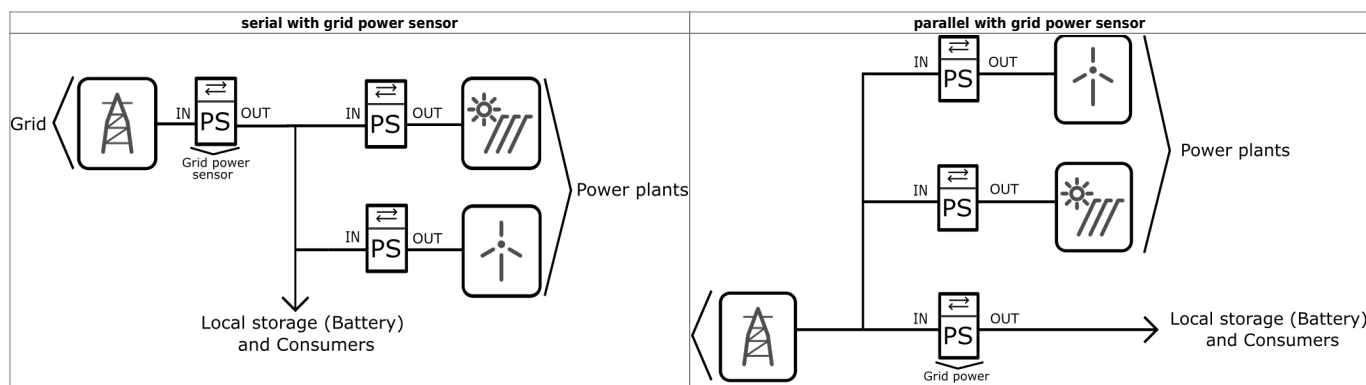 serial with grid power sensor
parallel with grid power sensor
Grid
IN
PS
OUT
Grid power
sensor
IN
PS
OUT
IN
PS
OUT
Power plants
Local storage (Battery)
and Consumers
IN
PS
OUT
IN
PS
OUT
Power plants
IN
PS
OUT
Grid power
Local storage (Battery)
and Consumers